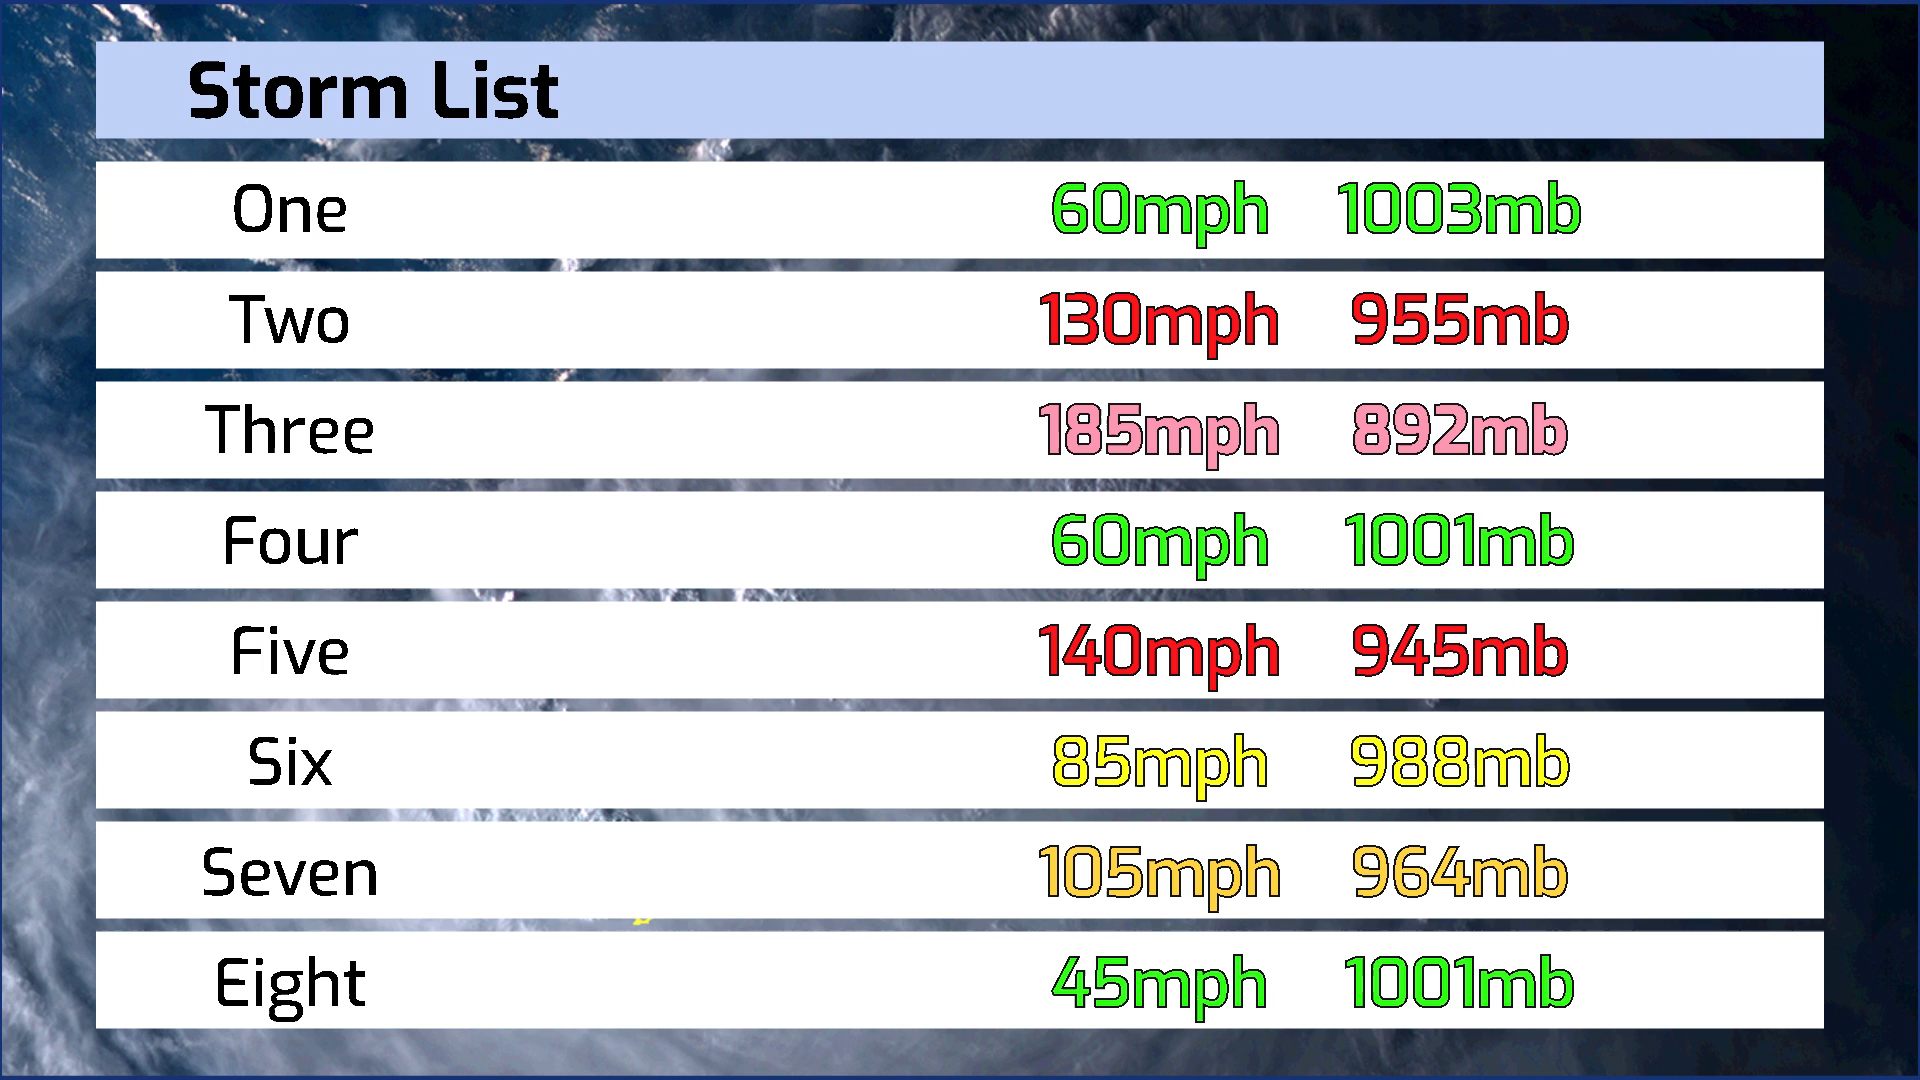 Storm List
One 60mph 1003mb
Two 130mph 955mb
Three 185mph 892mb
Four 60mph 1001mb
Five 140mph 945mb
Six 85mph 988mb
Seven 105mph 964mb
Eight 45mph 1001mb